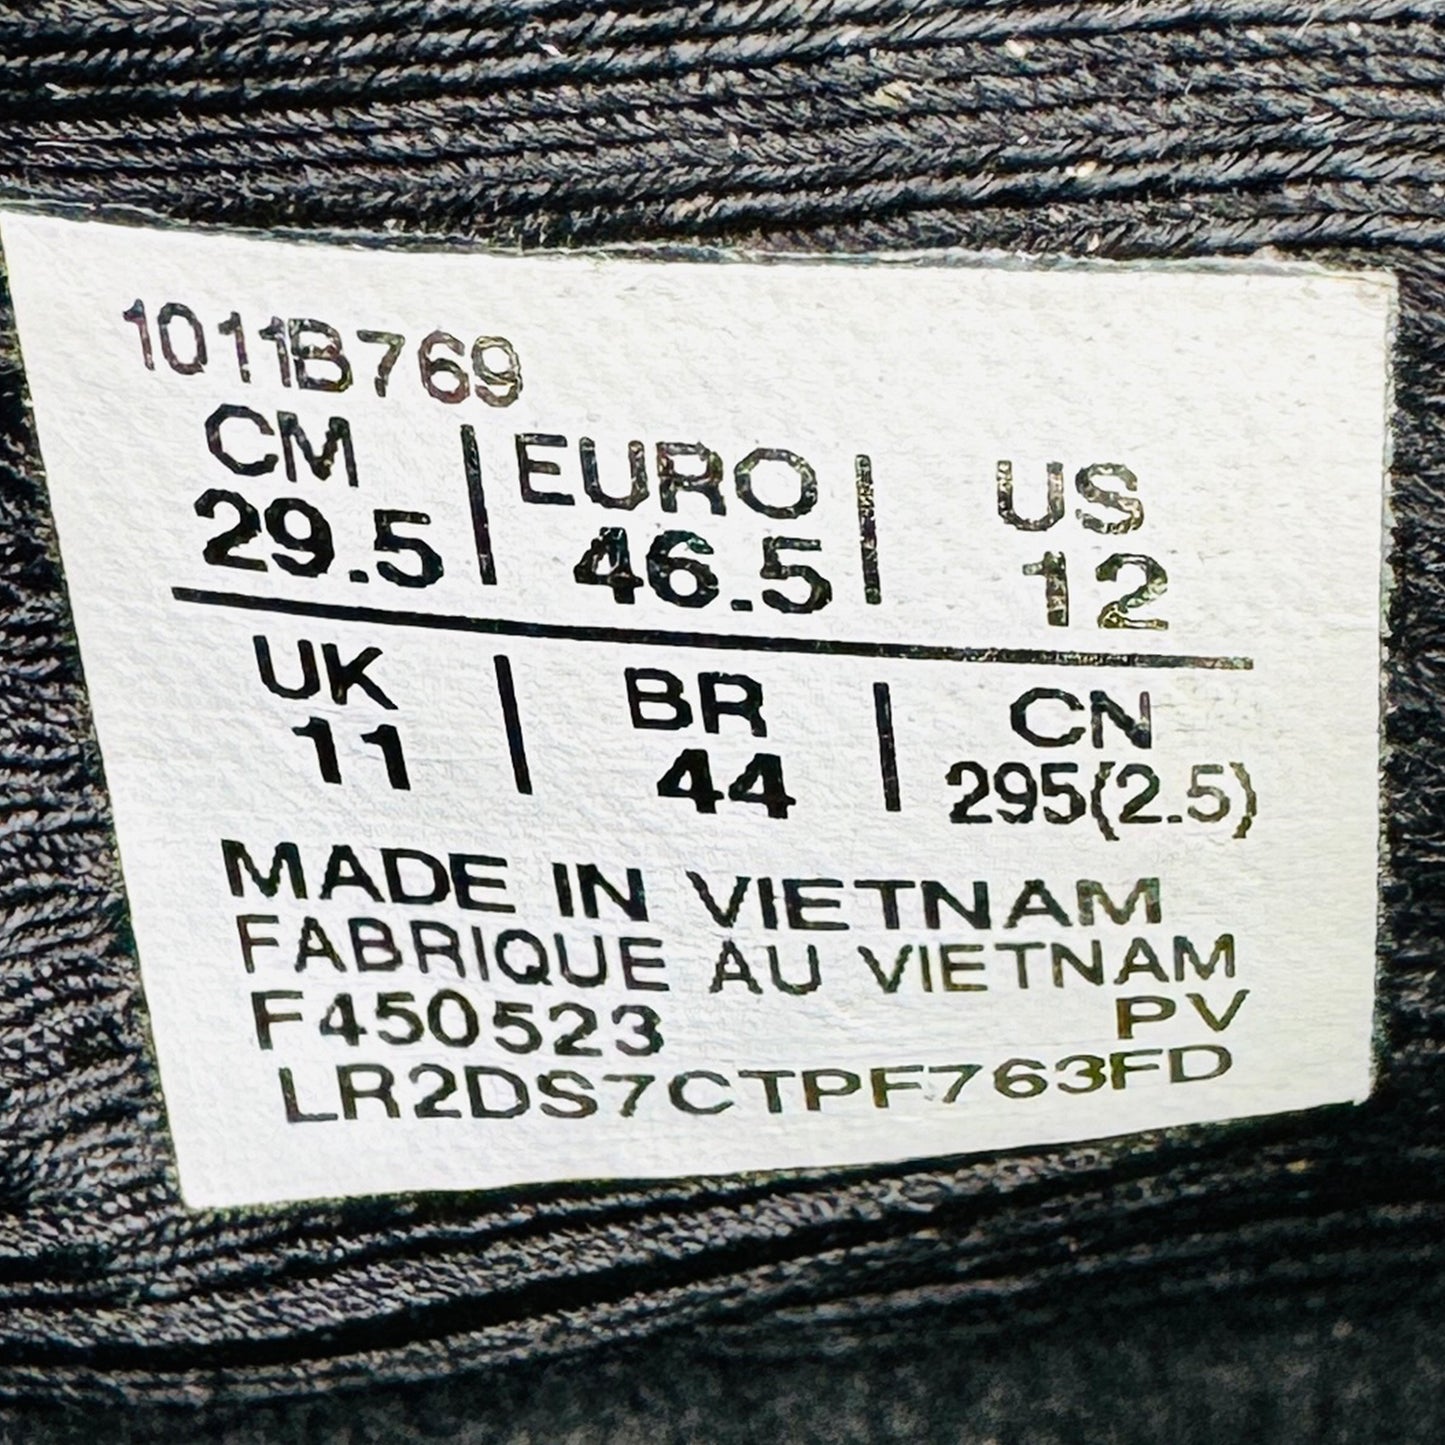 1011B769
CM | EURO | US
29.5 | 46.5 | 12
UK | BR | CN
11 | 44 | 295(2.5)
MADE IN VIETNAM
FABRIQUE AU VIETNAM
F450523 PV
LR2DS7CTPF763FD